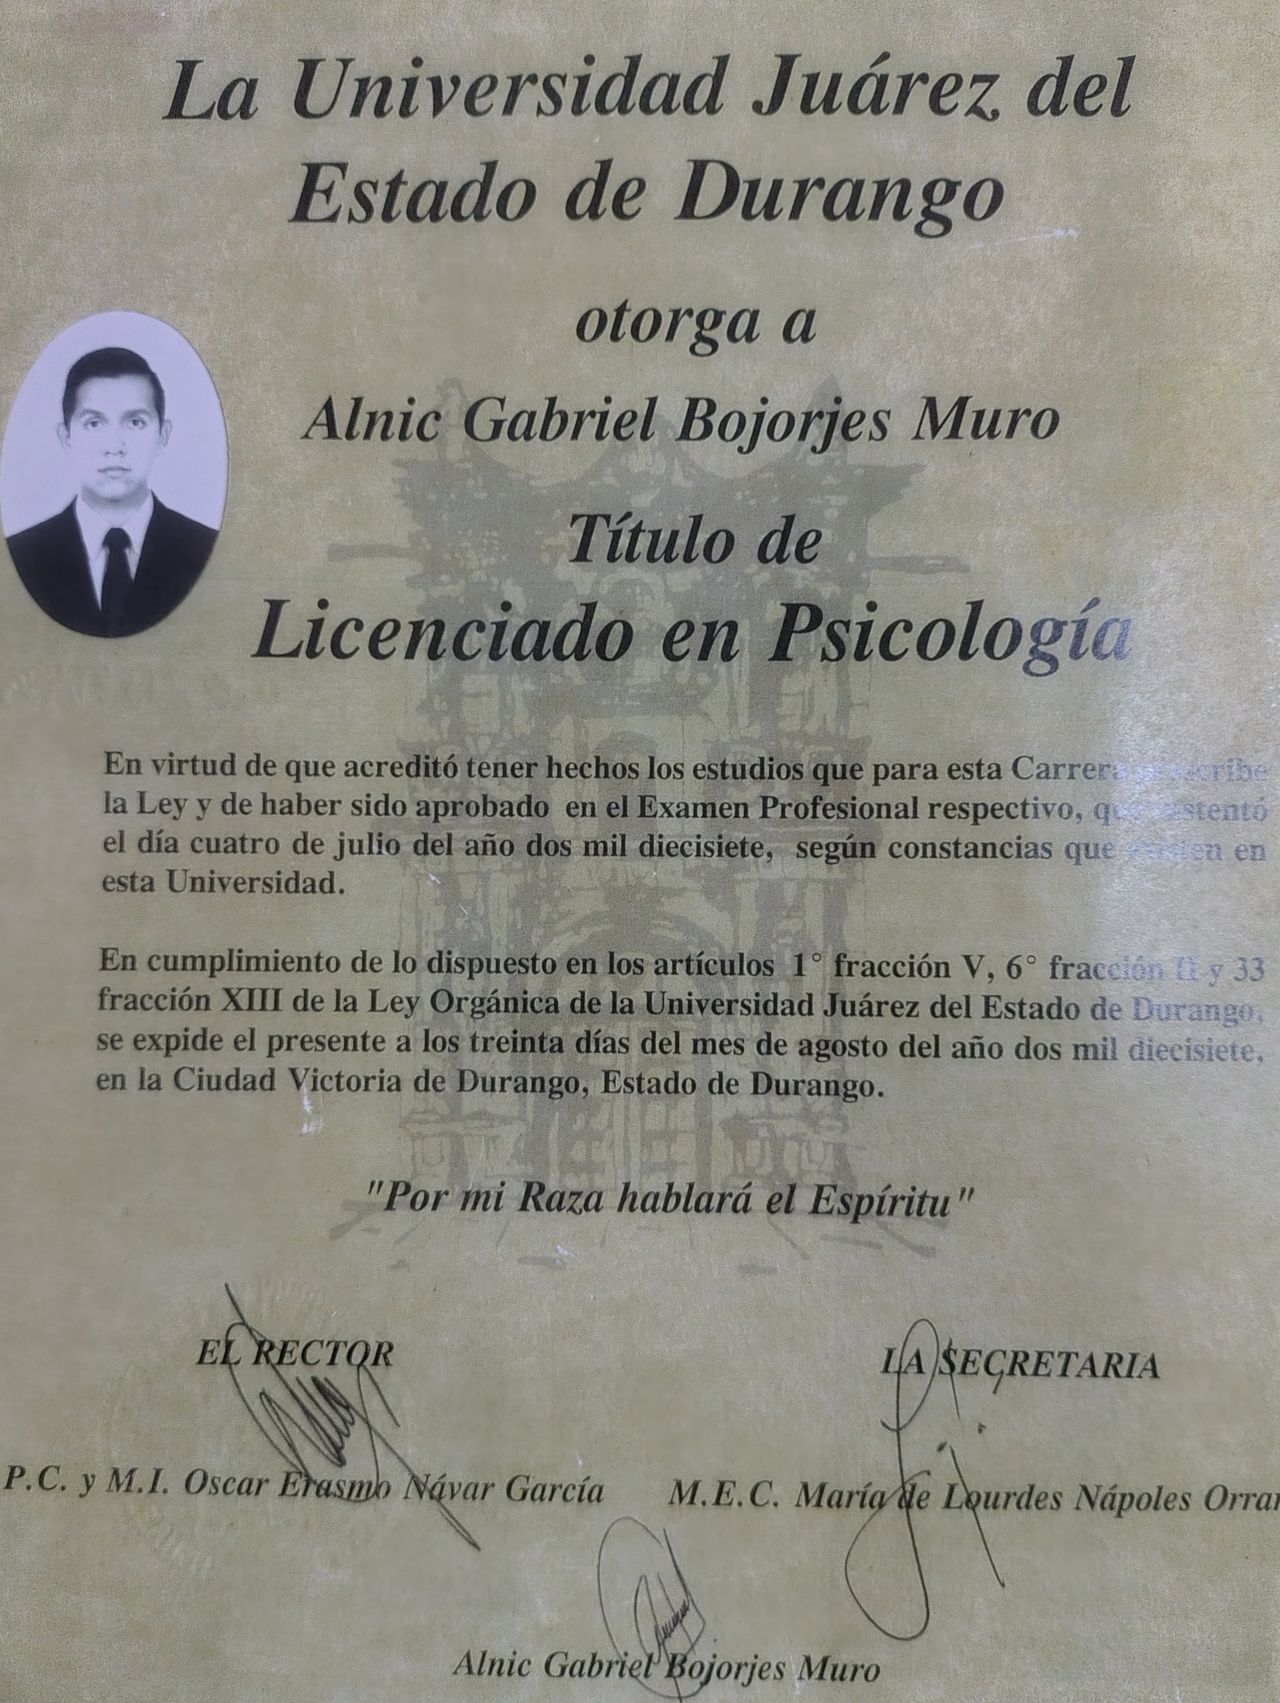 La Universidad Juárez del
Estado de Durango
otorga a
Alnic Gabriel Bojorjes Muro
Título de
Licenciado en Psicología
En virtud de que acreditó tener hechos los estudios que para esta Carrera prescribe
la Ley y de haber sido aprobado en el Examen Profesional respectivo, que sustentó
el día cuatro de julio del año dos mil diecisiete, según constancias que existen en
esta Universidad.
En cumplimiento de lo dispuesto en los artículos 1° fracción V, 6° fracción II y 33
fracción XIII de la Ley Orgánica de la Universidad Juárez del Estado de Durango,
se expide el presente a los treinta días del mes de agosto del año dos mil diecisiete,
en la Ciudad Victoria de Durango, Estado de Durango.
"Por mi Raza hablará el Espíritu"
EL RECTOR
LA SECRETARIA
P.C. y M.I. Oscar Erasmo Návar García
M.E.C. María de Lourdes Nápoles Orran
Alnic Gabriel Bojorjes Muro